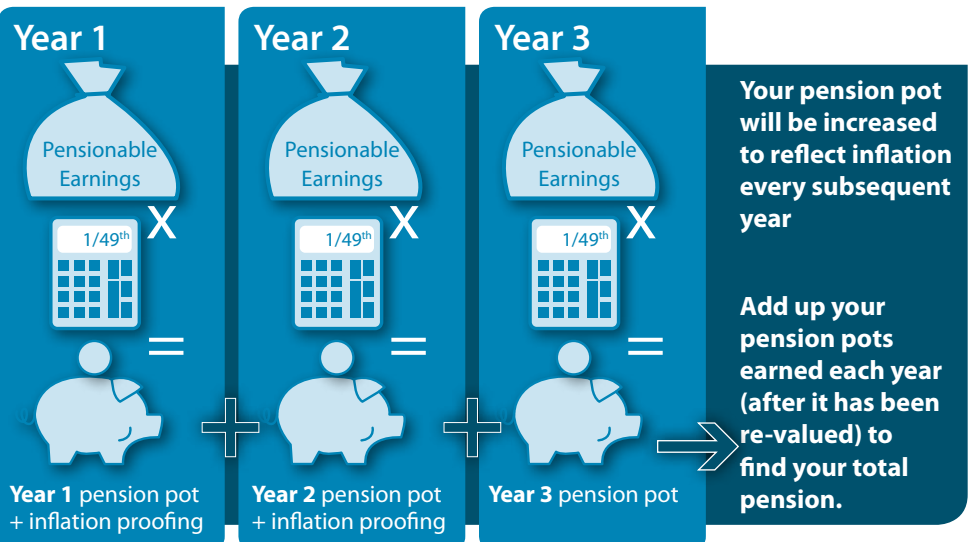 Year 1
Pensionable
Earnings
X
1/49th
=
Year 1 pension pot
+ inflation proofing
+
Year 2
Pensionable
Earnings
X
1/49th
=
Year 2 pension pot
+ inflation proofing
+
Year 3
Pensionable
Earnings
X
1/49th
=
Year 3 pension pot
Your pension pot
will be increased
to reflect inflation
every subsequent
year
Add up your
pension pots
earned each year
(after it has been
re-valued) to
find your total
pension.